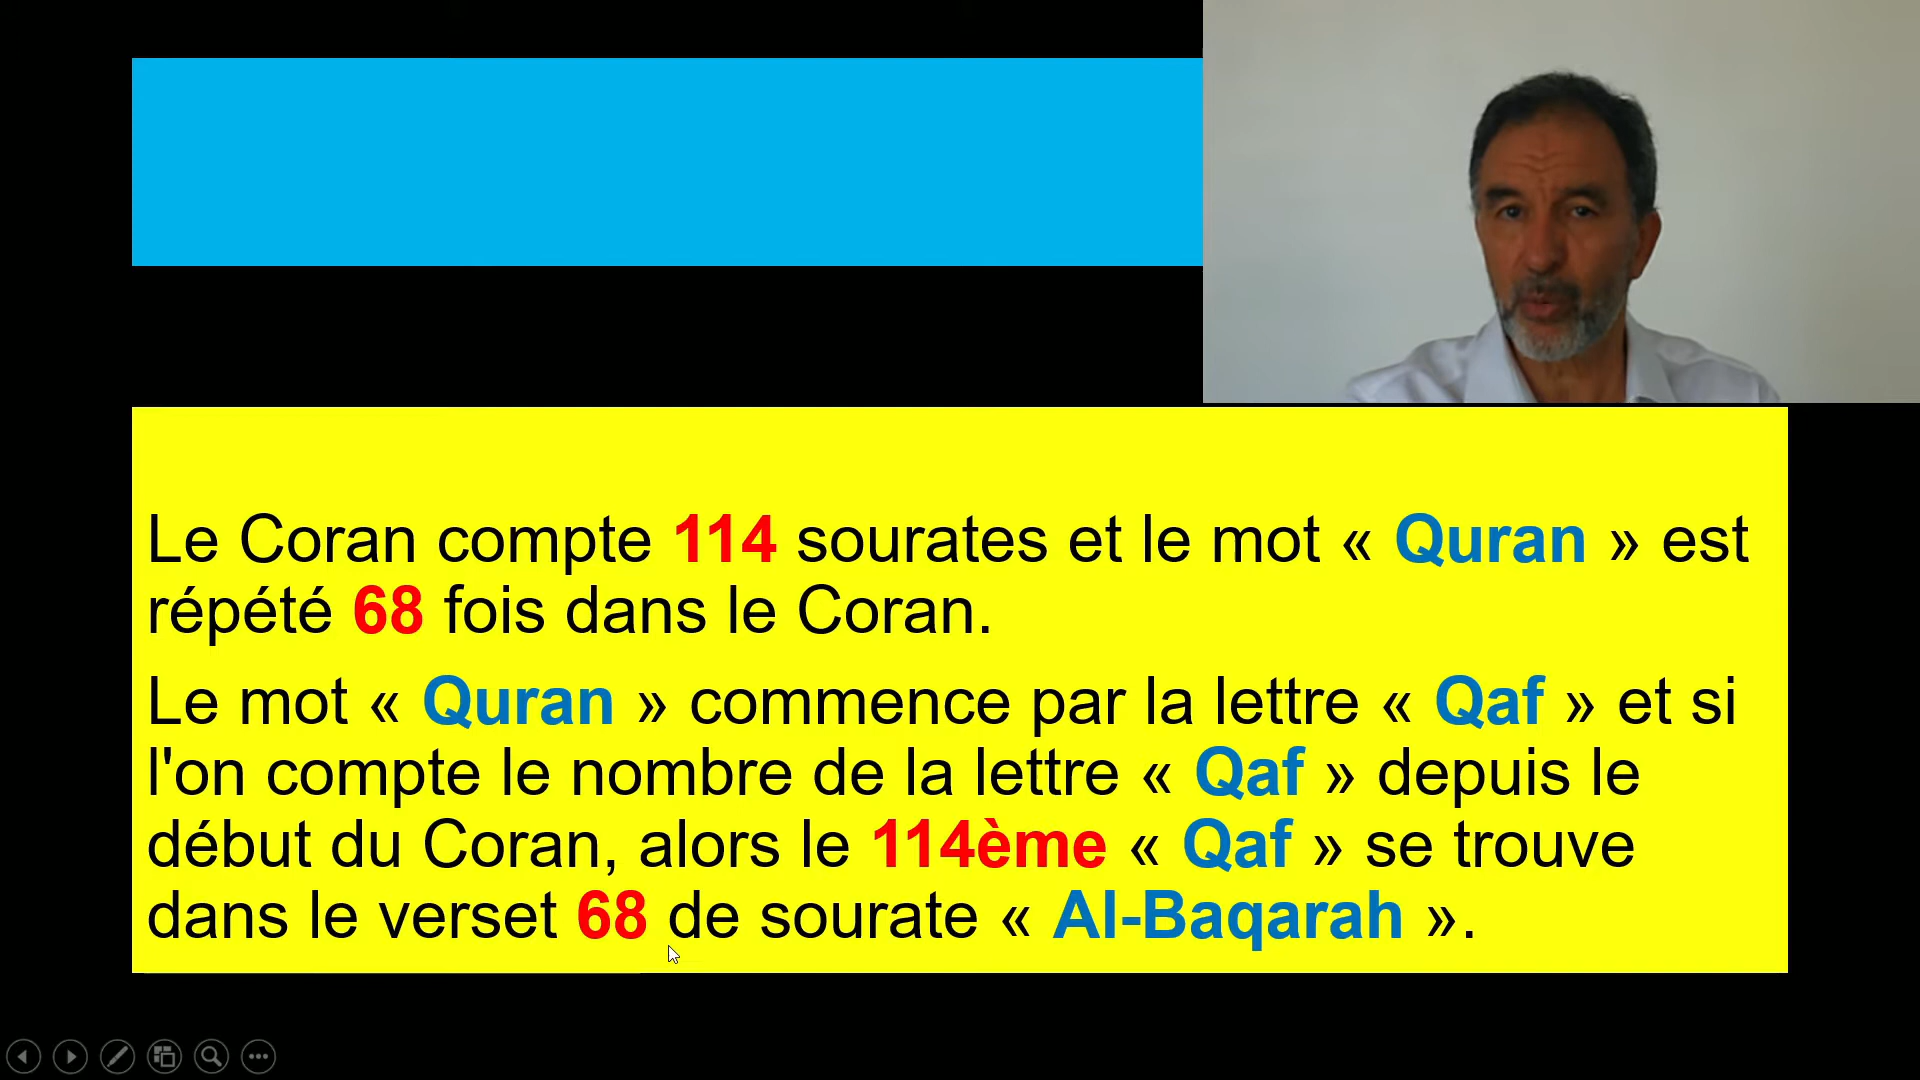 Le Coran compte 114 sourates et le mot « Quran » est
répété 68 fois dans le Coran.
Le mot « Quran » commence par la lettre « Qaf » et si
l'on compte le nombre de la lettre « Qaf » depuis le
début du Coran, alors le 114ème « Qaf » se trouve
dans le verset 68 de sourate « Al-Baqarah ».